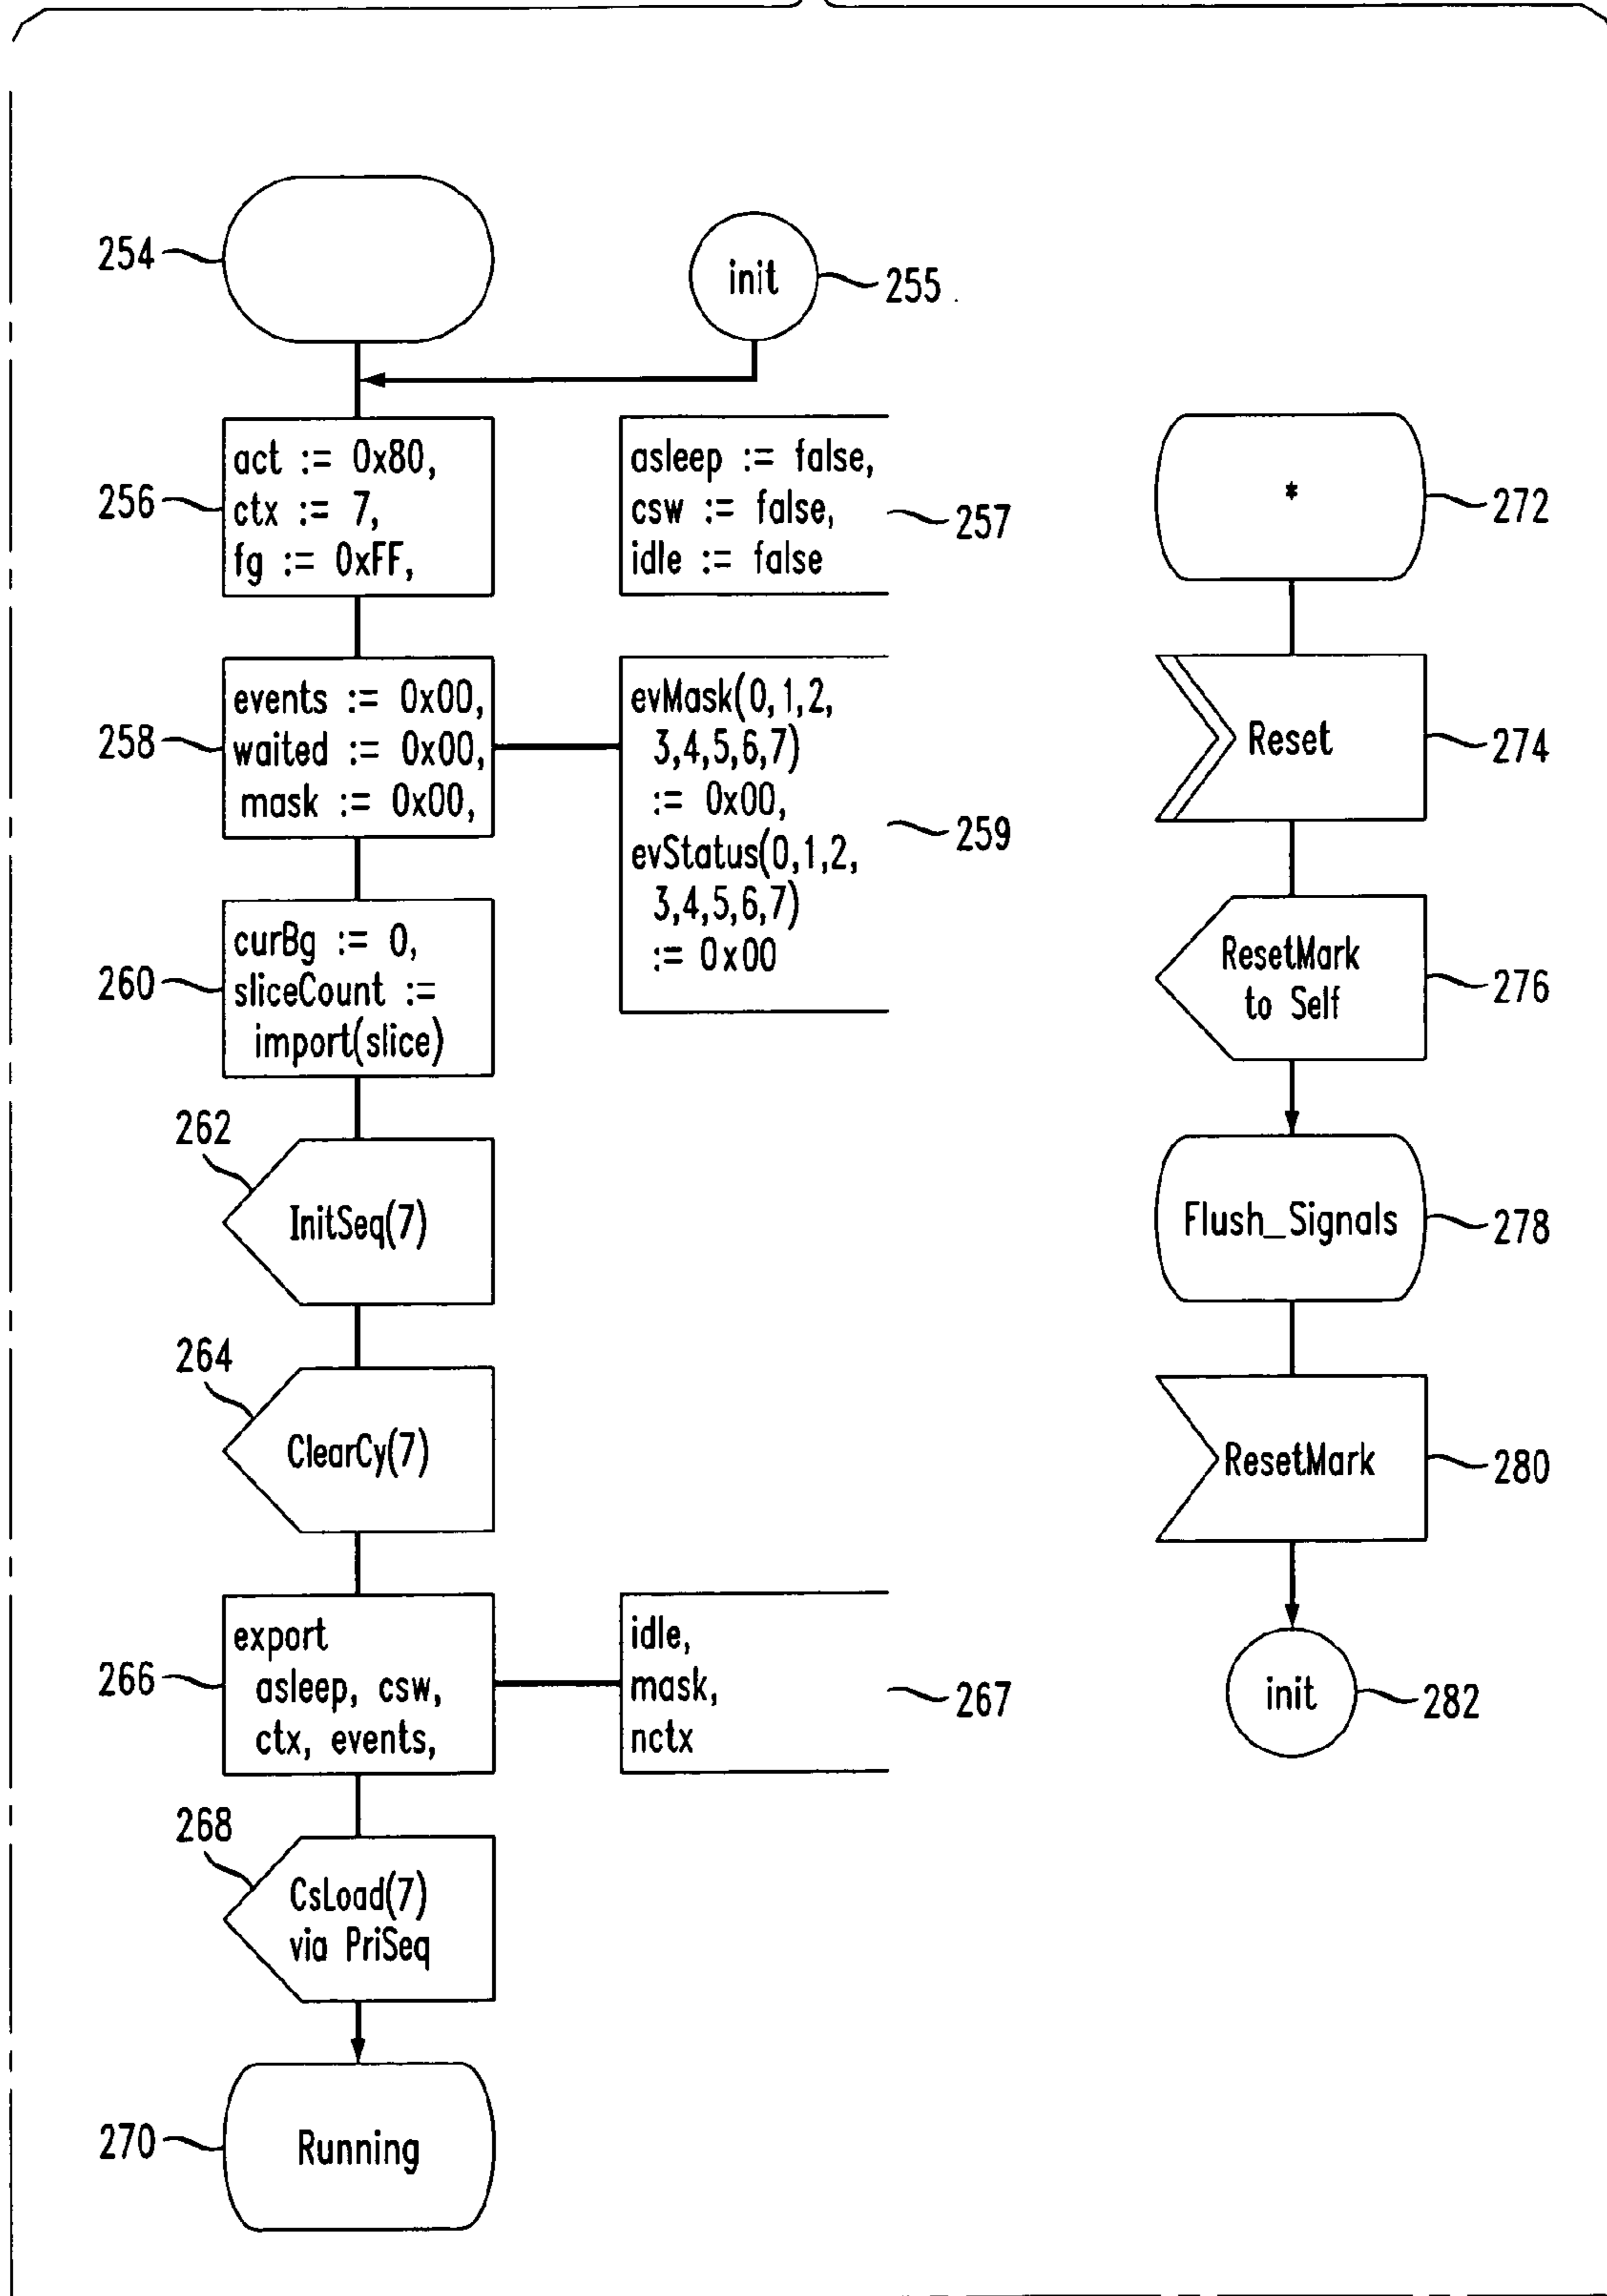 254
init
255
256
act := 0x80,
ctx := 7,
fg := 0xFF,
asleep := false,
csw := false,
idle := false
257
258
events := 0x00,
waited := 0x00,
mask := 0x00,
evMask(0,1,2,
3,4,5,6,7)
:= 0x00,
evStatus(0,1,2,
3,4,5,6,7)
:= 0x00
259
260
curBg := 0,
sliceCount :=
import(slice)
262
InitSeq(7)
264
ClearCy(7)
266
export
asleep, csw,
ctx, events,
idle,
mask,
nctx
267
268
CsLoad(7)
via PriSeq
270
Running
*
272
Reset
274
ResetMark
to Self
276
Flush_Signals
278
ResetMark
280
init
282